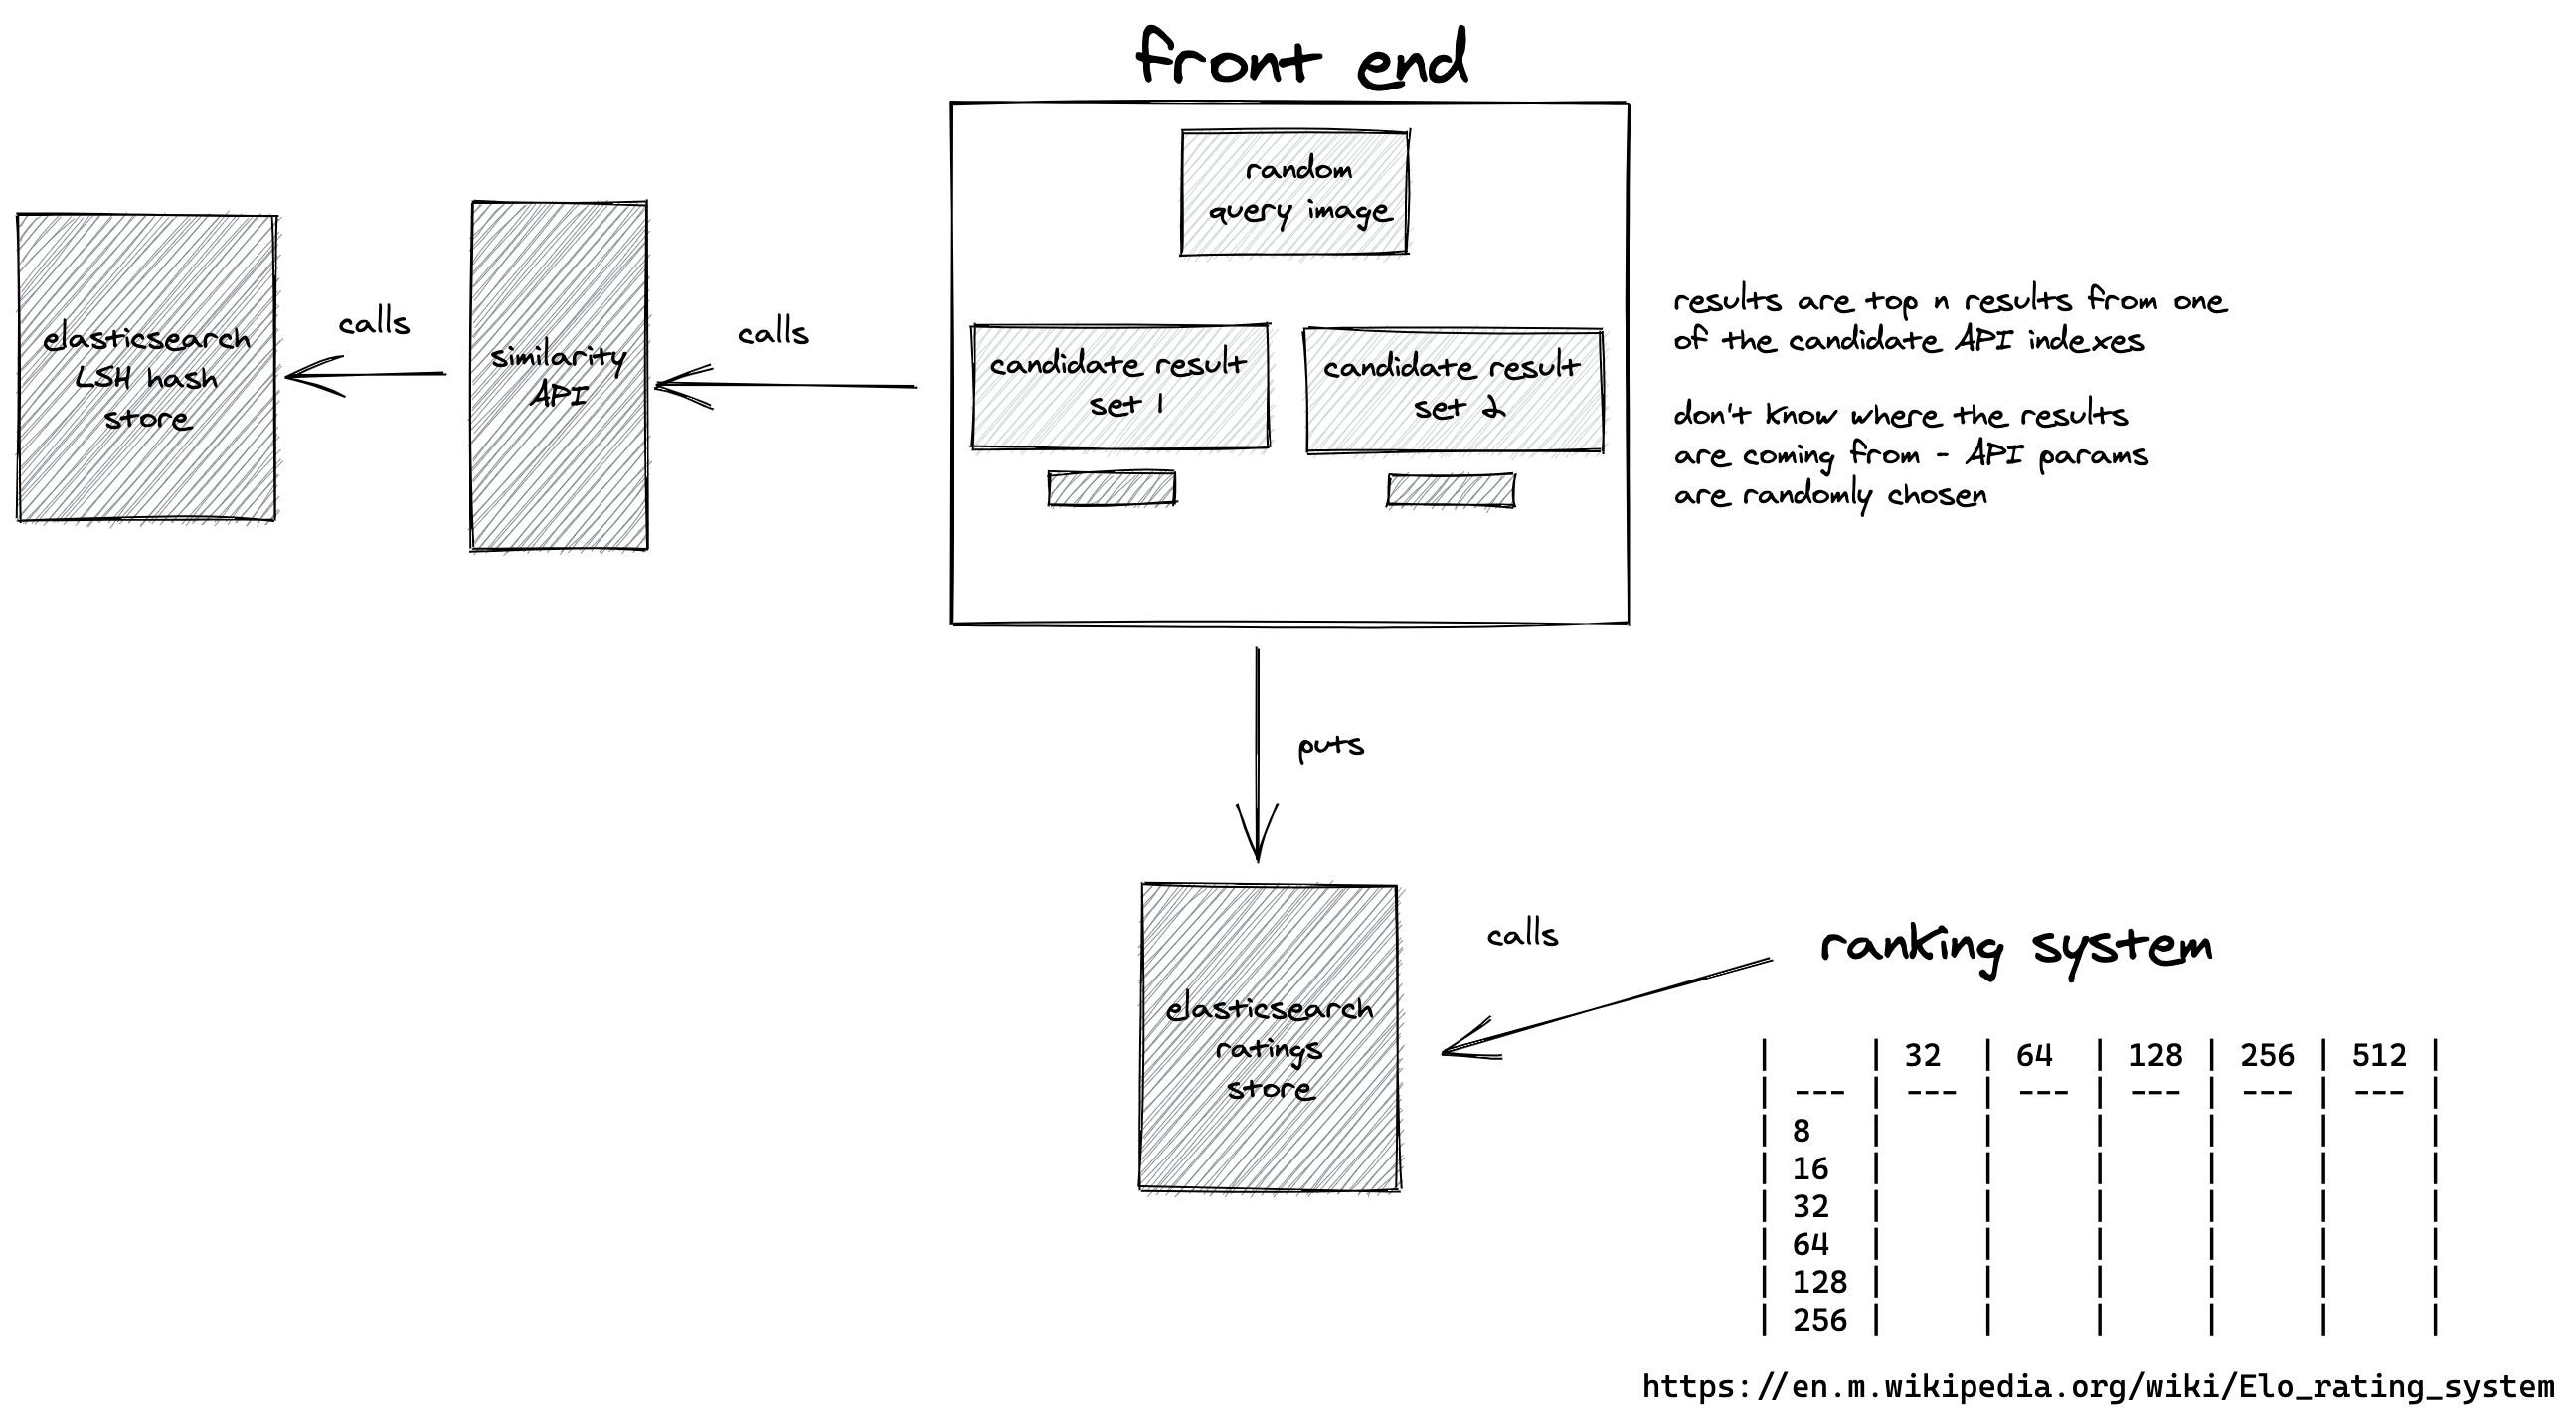 front end
random
query image
elasticsearch
LSH hash
store
calls
similarity
API
calls
candidate result
set 1
candidate result
set 2
results are top n results from one
of the candidate API indexes
don't know where the results
are coming from - API params
are randomly chosen
puts
elasticsearch
ratings
store
calls
ranking system
| | 32 | 64 | 128 | 256 | 512 |
| --- | --- | --- | --- | --- | --- |
| 8 | | | | | |
| 16 | | | | | |
| 32 | | | | | |
| 64 | | | | | |
| 128 | | | | | |
| 256 | | | | | |
https://en.m.wikipedia.org/wiki/Elo_rating_system